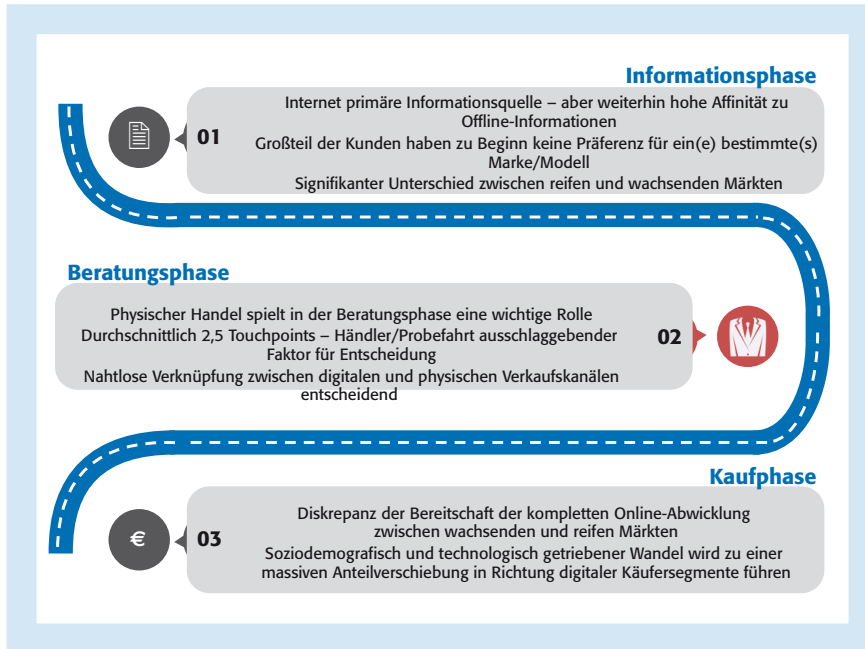 Informationsphase
01
Internet primäre Informationsquelle – aber weiterhin hohe Affinität zu
Offline-Informationen
Großteil der Kunden haben zu Beginn keine Präferenz für ein(e) bestimmte(s)
Marke/Modell
Signifikanter Unterschied zwischen reifen und wachsenden Märkten
Beratungsphase
Physischer Handel spielt in der Beratungsphase eine wichtige Rolle
Durchschnittlich 2,5 Touchpoints – Händler/Probefahrt ausschlaggebender
Faktor für Entscheidung
Nahtlose Verknüpfung zwischen digitalen und physischen Verkaufskanälen
entscheidend
02
Kaufphase
€
03
Diskrepanz der Bereitschaft der kompletten Online-Abwicklung
zwischen wachsenden und reifen Märkten
Soziodemografisch und technologisch getriebener Wandel wird zu einer
massiven Anteilverschiebung in Richtung digitaler Käufersegmente führen